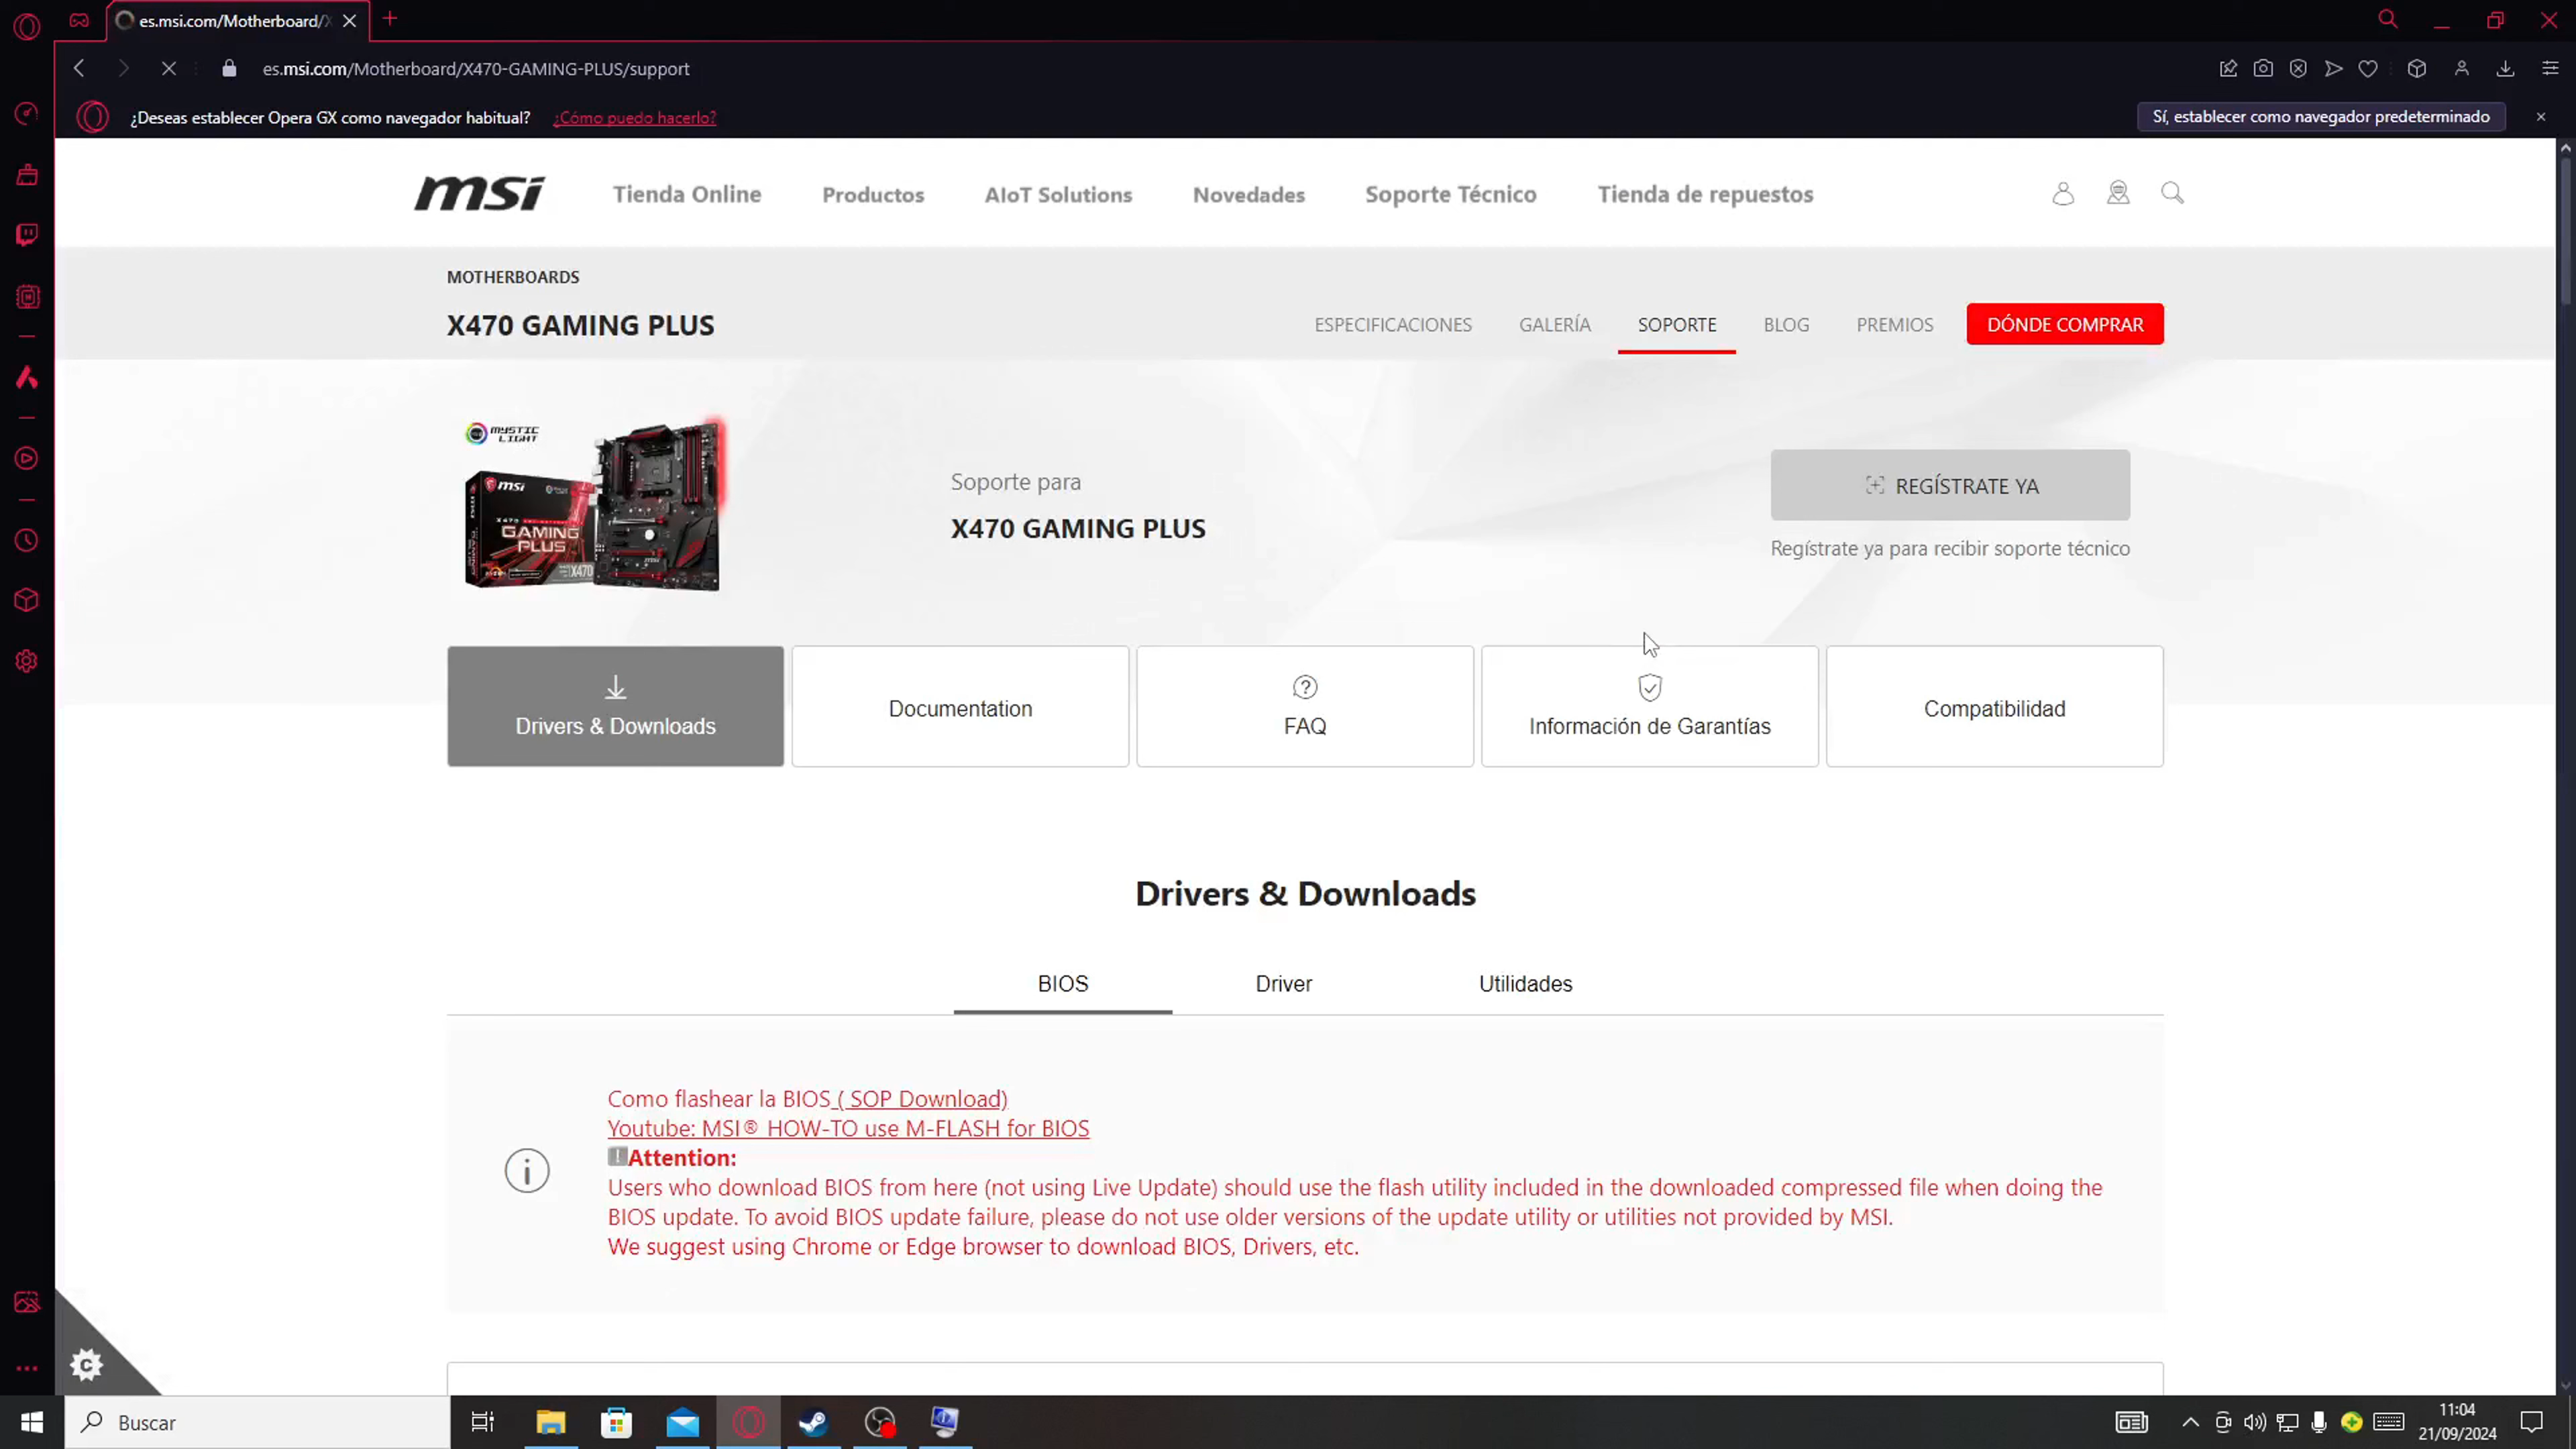 es.msi.com/Motherboard/X
es.msi.com/Motherboard/X470-GAMING-PLUS/support
¿Deseas establecer Opera GX como navegador habitual? ¿Cómo puedo hacerlo?
Sí, establecer como navegador predeterminado
msi Tienda Online Productos AIoT Solutions Novedades Soporte Técnico Tienda de repuestos
MOTHERBOARDS
X470 GAMING PLUS
ESPECIFICACIONES GALERÍA SOPORTE BLOG PREMIOS DÓNDE COMPRAR
MYSTIC
LIGHT
msi
GAMING
PLUS
X470
Soporte para
X470 GAMING PLUS
REGÍSTRATE YA
Regístrate ya para recibir soporte técnico
Drivers & Downloads
Documentation
FAQ
Información de Garantías
Compatibilidad
Drivers & Downloads
BIOS Driver Utilidades
Como flashear la BIOS ( SOP Download)
Youtube: MSI® HOW-TO use M-FLASH for BIOS
Attention:
Users who download BIOS from here (not using Live Update) should use the flash utility included in the downloaded compressed file when doing the
BIOS update. To avoid BIOS update failure, please do not use older versions of the update utility or utilities not provided by MSI.
We suggest using Chrome or Edge browser to download BIOS, Drivers, etc.
Buscar
11:04
21/09/2024